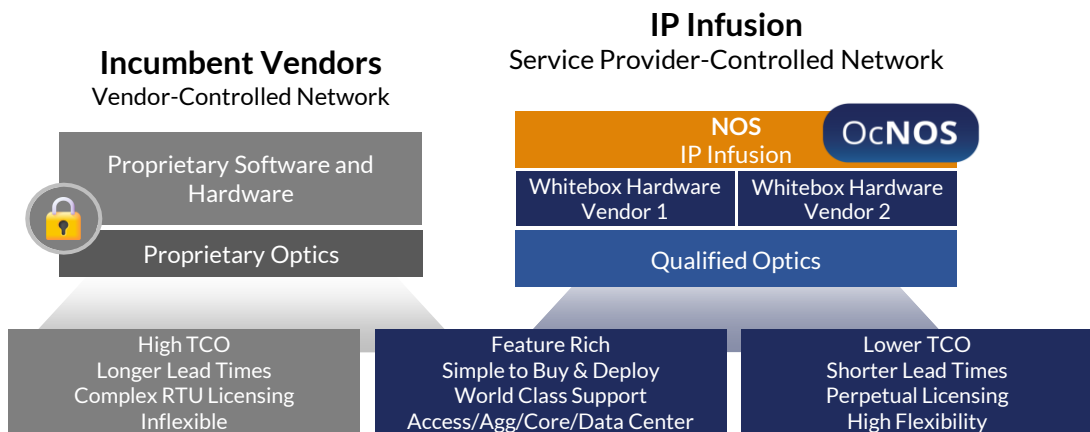 Incumbent Vendors
Vendor-Controlled Network
Proprietary Software and
Hardware
Proprietary Optics
High TCO
Longer Lead Times
Complex RTU Licensing
Inflexible
IP Infusion
Service Provider-Controlled Network
NOS
IP Infusion
OcNOS
Whitebox Hardware
Vendor 1
Whitebox Hardware
Vendor 2
Qualified Optics
Feature Rich
Simple to Buy & Deploy
World Class Support
Access/Agg/Core/Data Center
Lower TCO
Shorter Lead Times
Perpetual Licensing
High Flexibility